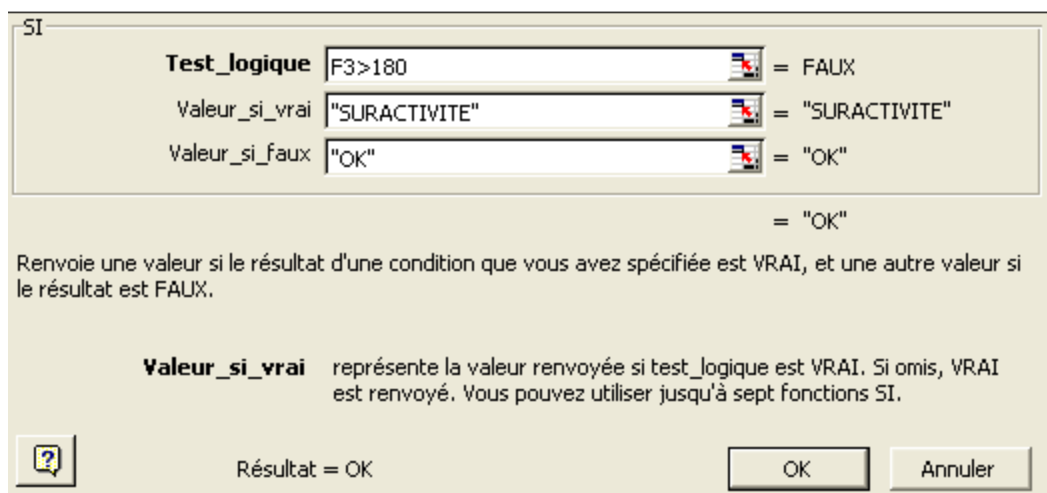 SI
Test_logique F3>180 = FAUX
Valeur_si_vrai "SURACTIVITE" = "SURACTIVITE"
Valeur_si_faux "OK" = "OK"
= "OK"
Renvoie une valeur si le résultat d'une condition que vous avez spécifiée est VRAI, et une autre valeur si
le résultat est FAUX.
Valeur_si_vrai représente la valeur renvoyée si test_logique est VRAI. Si omis, VRAI
est renvoyé. Vous pouvez utiliser jusqu'à sept fonctions SI.
? Résultat = OK OK Annuler